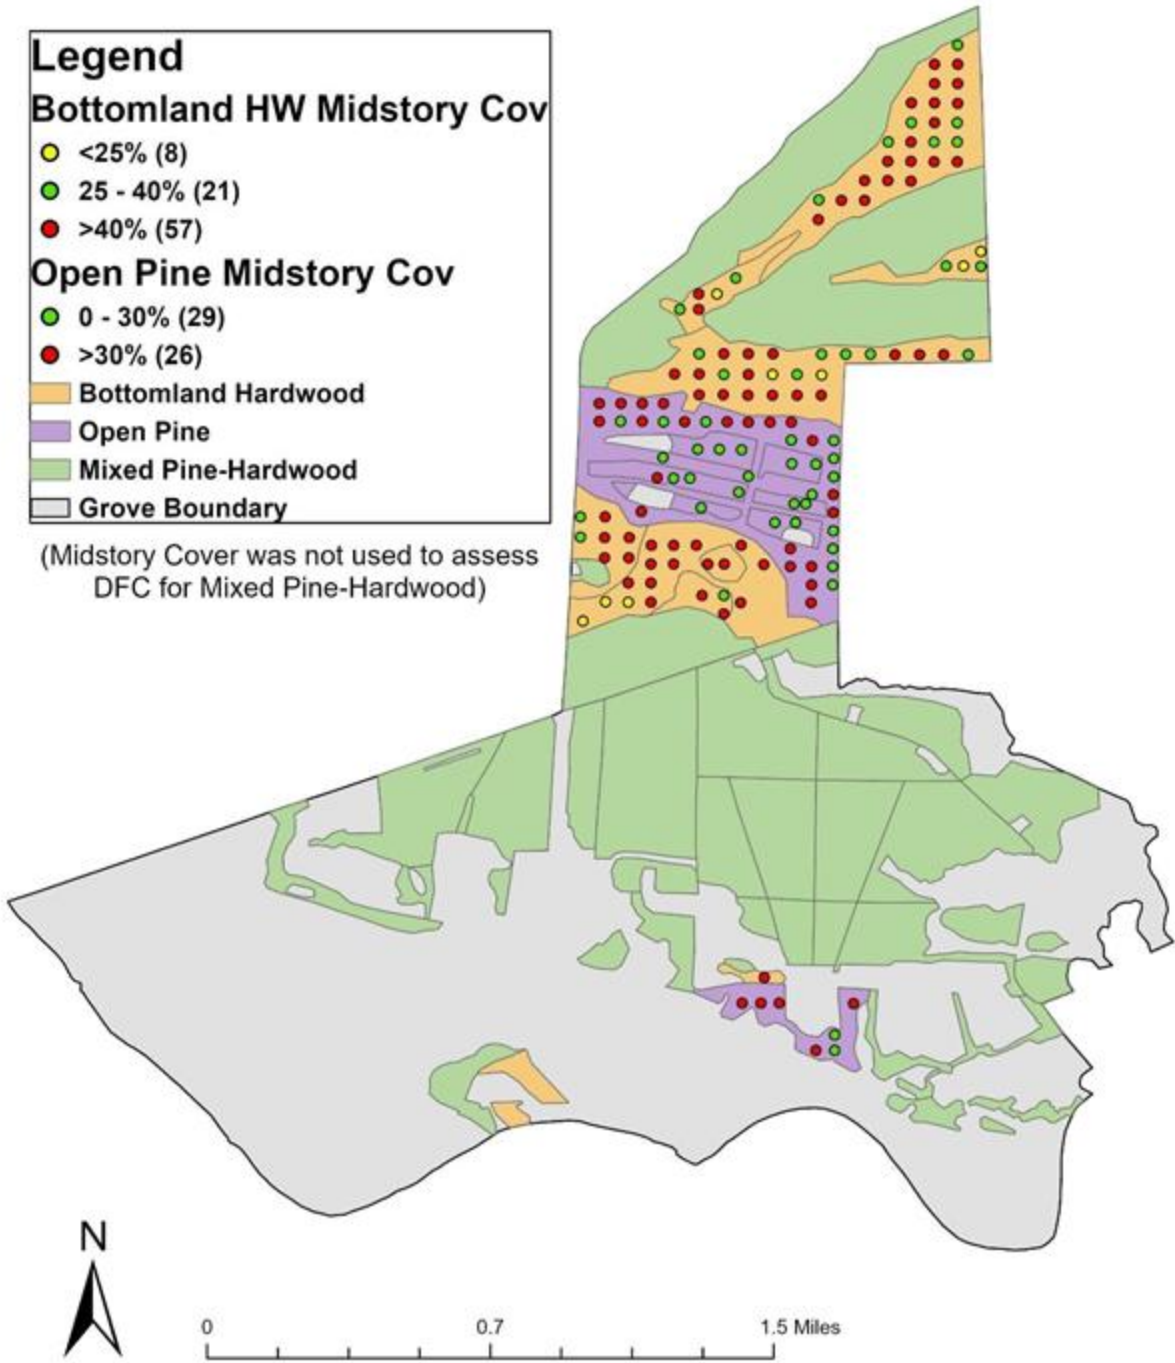 Legend
Bottomland HW Midstory Cov
<25% (8)
25 - 40% (21)
>40% (57)
Open Pine Midstory Cov
0 - 30% (29)
>30% (26)
Bottomland Hardwood
Open Pine
Mixed Pine-Hardwood
Grove Boundary
(Midstory Cover was not used to assess
DFC for Mixed Pine-Hardwood)
N
0 0.7 1.5 Miles